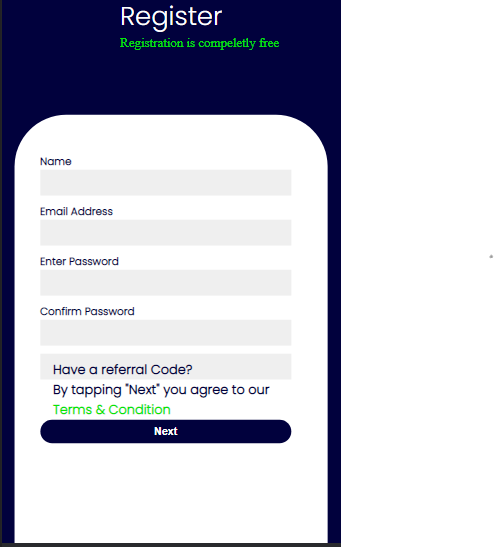 Register
Registration is compeletly free
Name
Email Address
Enter Password
Confirm Password
Have a referral Code?
By tapping "Next" you agree to our
Terms & Condition
Next